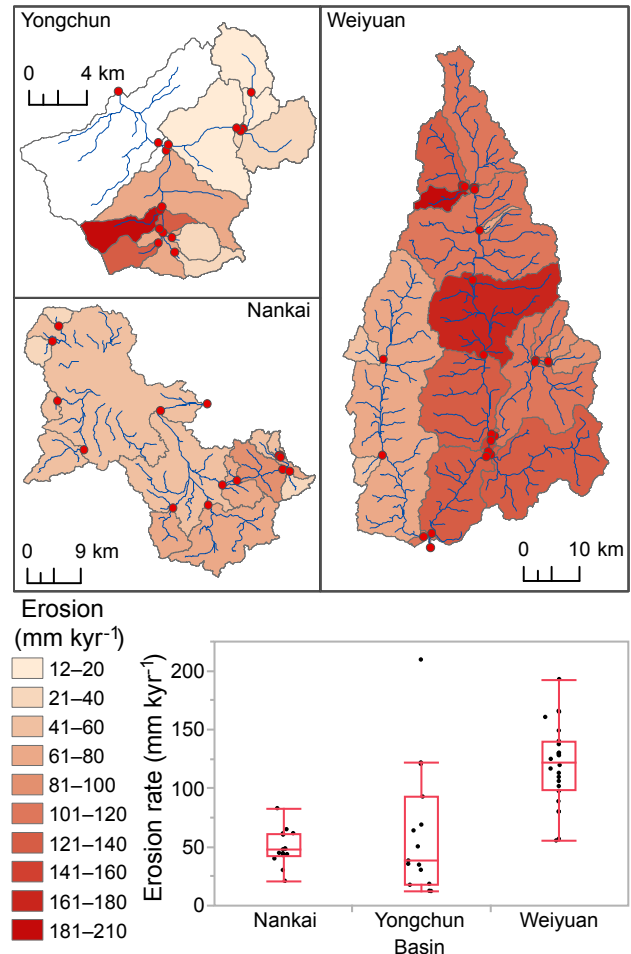 Yongchun
0 4 km
Weiyuan
Nankai
0 9 km
0 10 km
Erosion
(mm kyr⁻¹)
12–20
21–40
41–60
61–80
81–100
101–120
121–140
141–160
161–180
181–210
Erosion rate (mm kyr⁻¹)
200
150
100
50
0
Nankai Yongchun Weiyuan
Basin